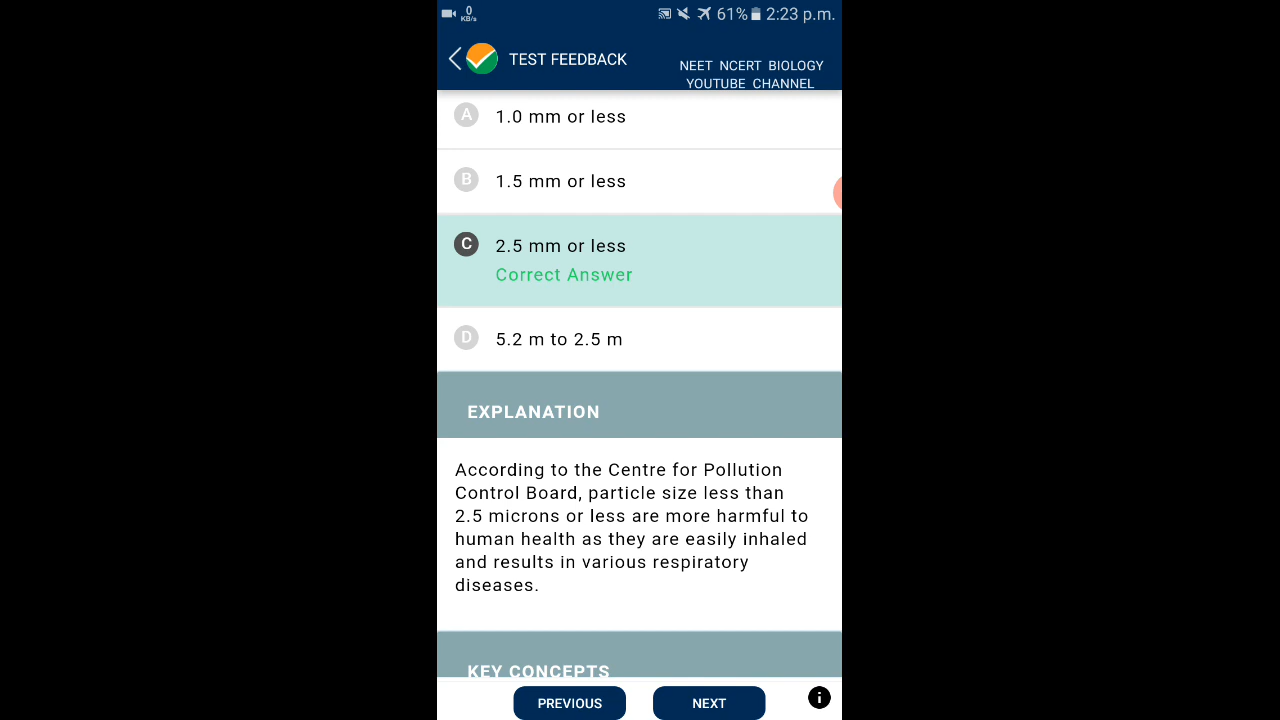 0
KB/s
61% 2:23 p.m.
TEST FEEDBACK
NEET NCERT BIOLOGY
YOUTUBE CHANNEL
A 1.0 mm or less
B 1.5 mm or less
C 2.5 mm or less
Correct Answer
D 5.2 m to 2.5 m
EXPLANATION
According to the Centre for Pollution
Control Board, particle size less than
2.5 microns or less are more harmful to
human health as they are easily inhaled
and results in various respiratory
diseases.
KEY CONCEPTS
PREVIOUS NEXT